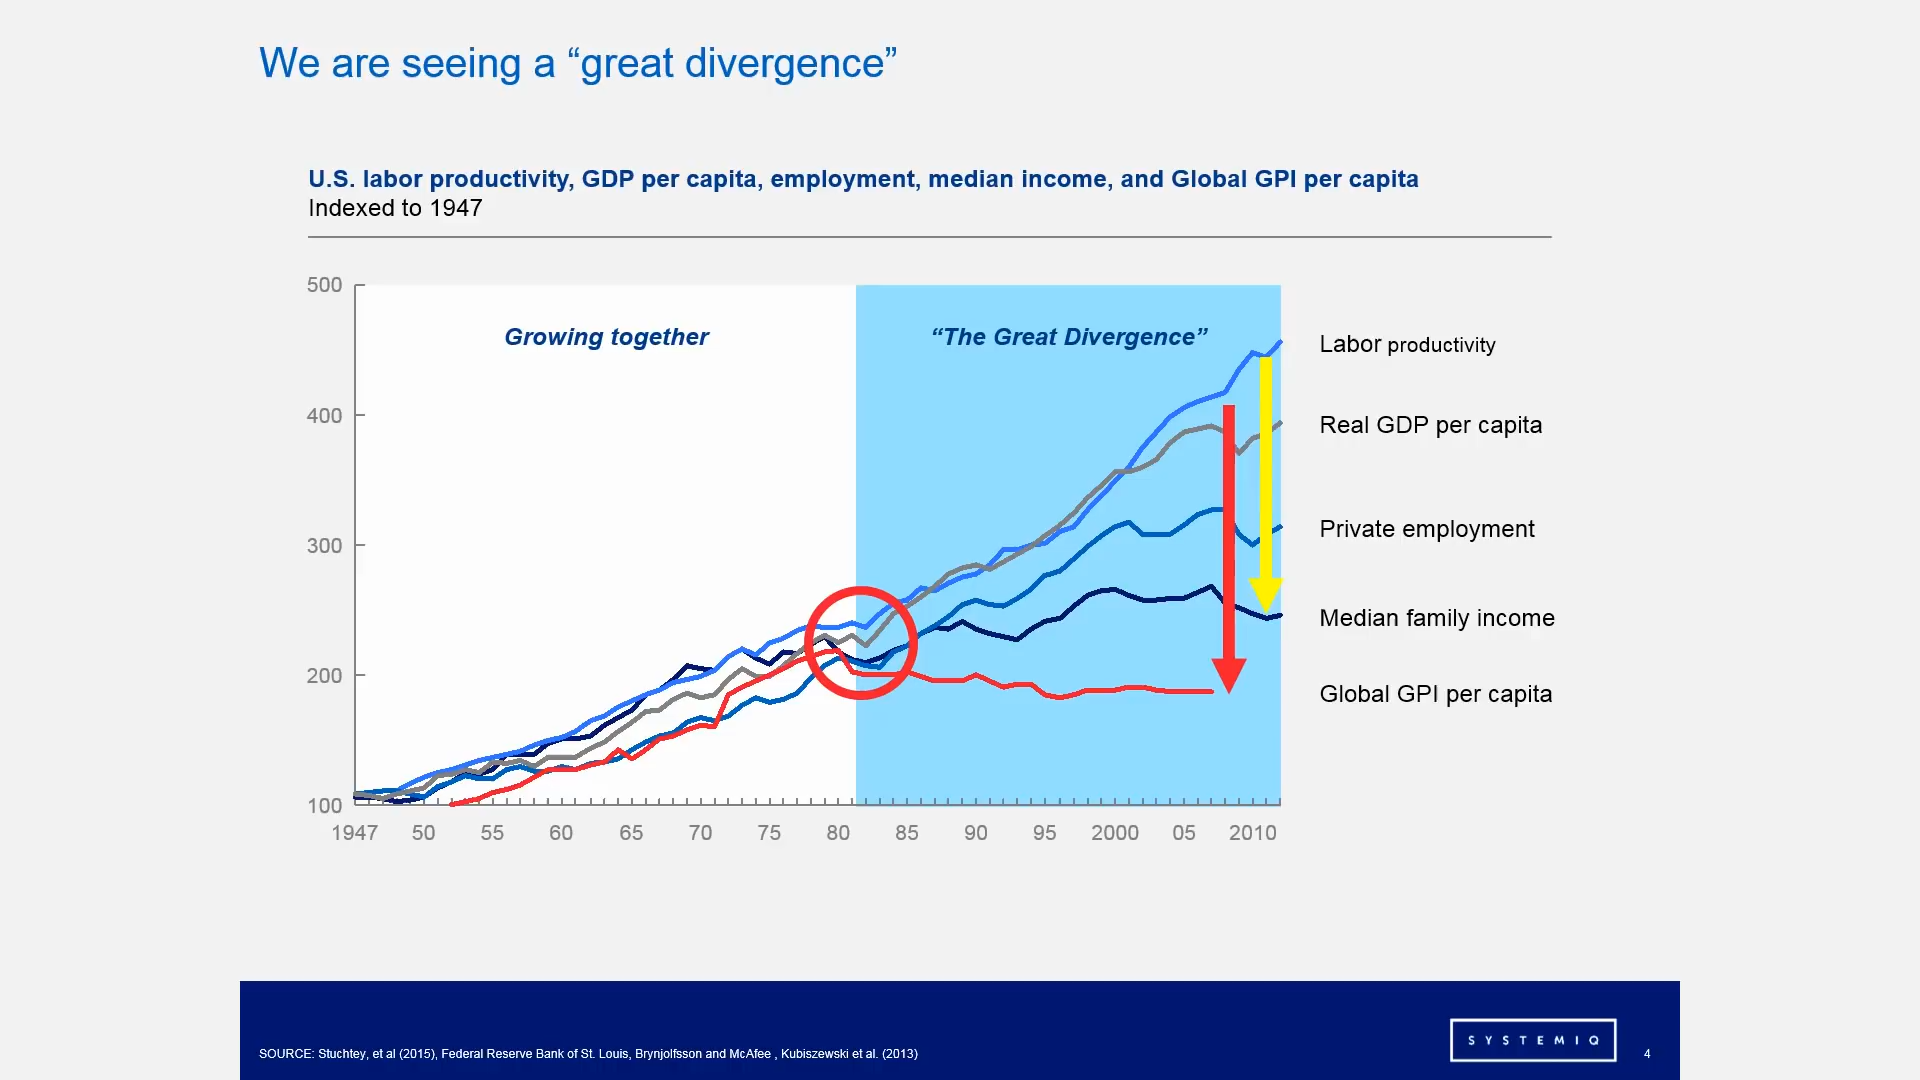 We are seeing a “great divergence”
U.S. labor productivity, GDP per capita, employment, median income, and Global GPI per capita
Indexed to 1947
500
400
300
200
100
Growing together
“The Great Divergence”
Labor productivity
Real GDP per capita
Private employment
Median family income
Global GPI per capita
1947 50 55 60 65 70 75 80 85 90 95 2000 05 2010
SOURCE: Stuchtey, et al (2015), Federal Reserve Bank of St. Louis, Brynjolfsson and McAfee , Kubiszewski et al. (2013)
SYSTEMIQ
4